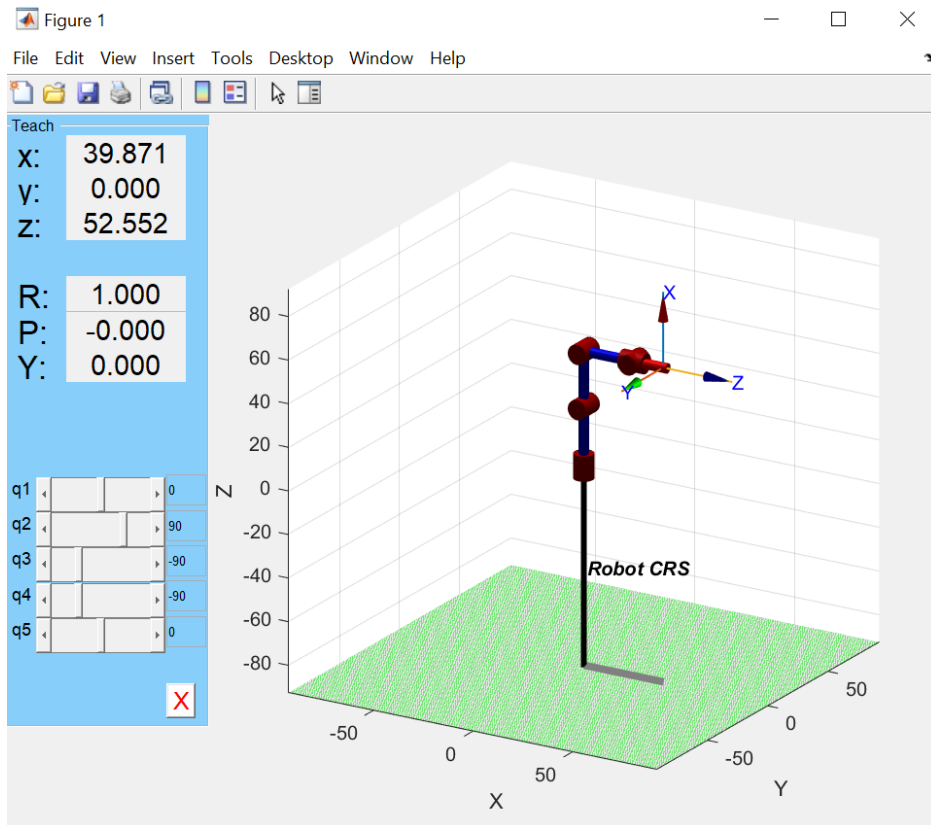 Figure 1
File Edit View Insert Tools Desktop Window Help
Teach
x: 39.871
y: 0.000
z: 52.552
R: 1.000
P: -0.000
Y: 0.000
q1 0
q2 90
q3 -90
q4 -90
q5 0
X
80
60
40
20
0
-20
-40
-60
-80
Z
X
Z
Y
Robot CRS
-50
0
50
X
50
0
-50
Y